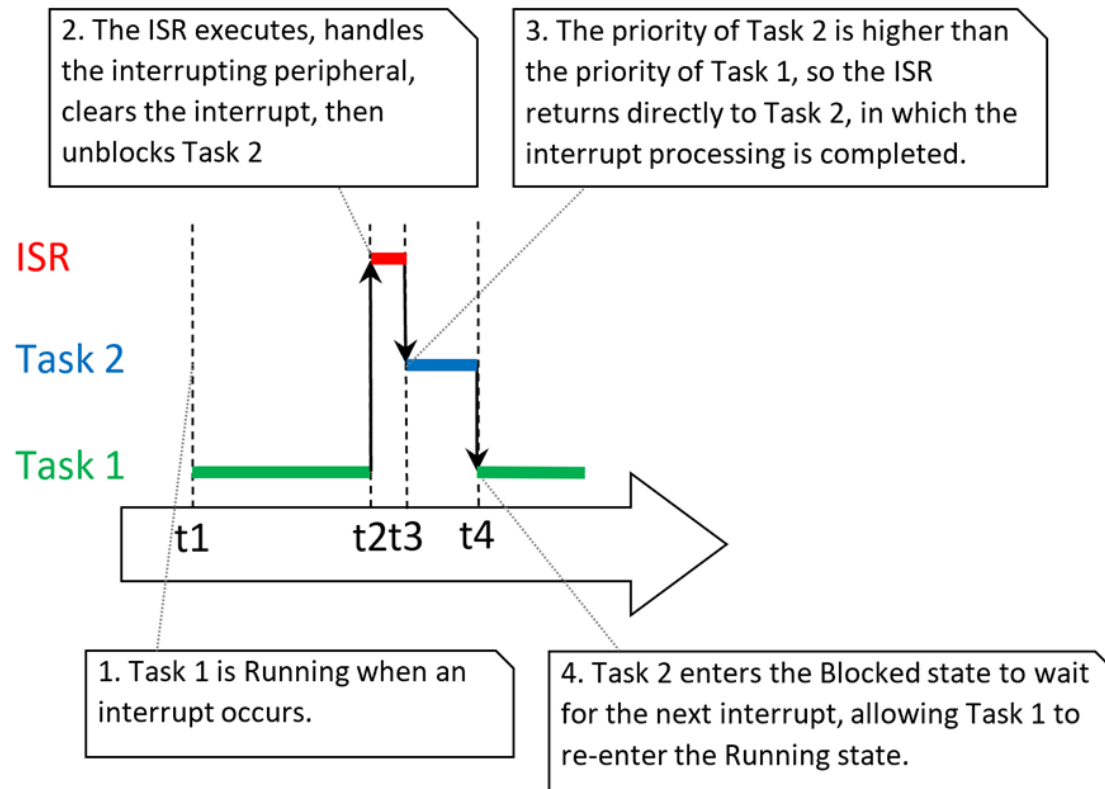 2. The ISR executes, handles
the interrupting peripheral,
clears the interrupt, then
unblocks Task 2
3. The priority of Task 2 is higher than
the priority of Task 1, so the ISR
returns directly to Task 2, in which the
interrupt processing is completed.
ISR
Task 2
Task 1
t1 t2 t3 t4
1. Task 1 is Running when an
interrupt occurs.
4. Task 2 enters the Blocked state to wait
for the next interrupt, allowing Task 1 to
re-enter the Running state.